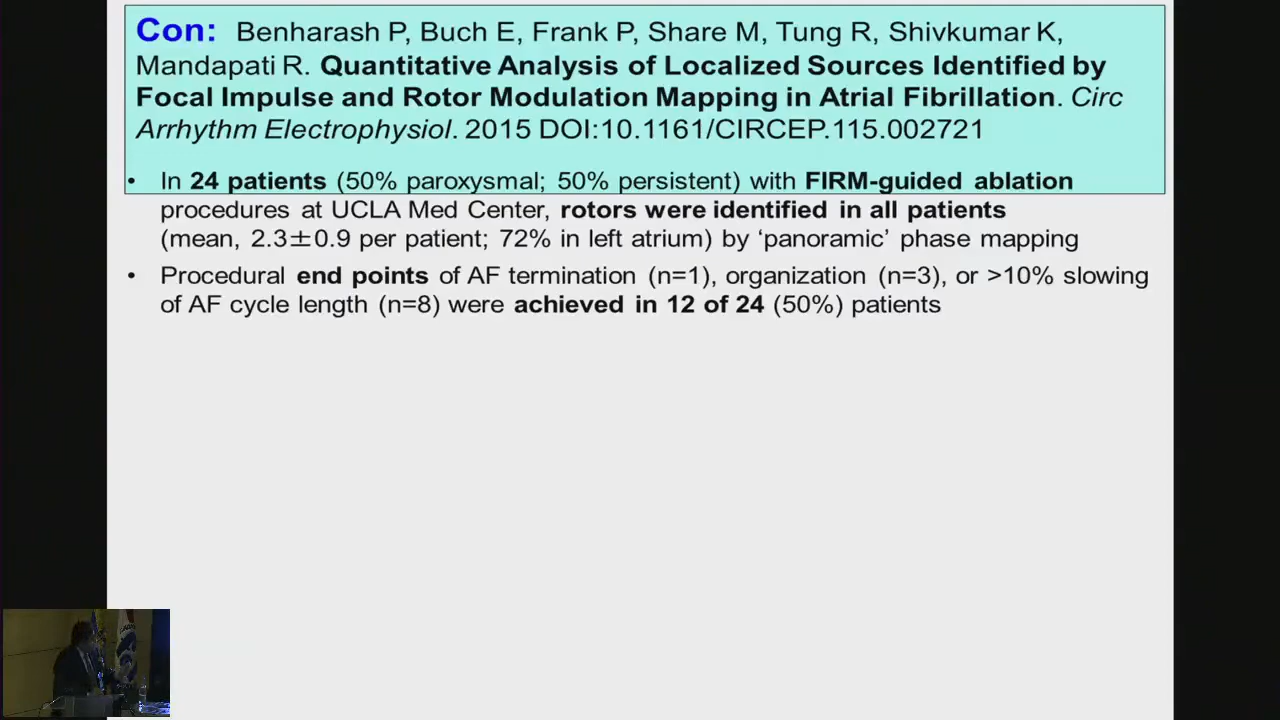 Con: Benharash P, Buch E, Frank P, Share M, Tung R, Shivkumar K,
Mandapati R. Quantitative Analysis of Localized Sources Identified by
Focal Impulse and Rotor Modulation Mapping in Atrial Fibrillation. Circ
Arrhythm Electrophysiol. 2015 DOI:10.1161/CIRCEP.115.002721
• In 24 patients (50% paroxysmal; 50% persistent) with FIRM-guided ablation
procedures at UCLA Med Center, rotors were identified in all patients
(mean, 2.3±0.9 per patient; 72% in left atrium) by ‘panoramic’ phase mapping
• Procedural end points of AF termination (n=1), organization (n=3), or >10% slowing
of AF cycle length (n=8) were achieved in 12 of 24 (50%) patients